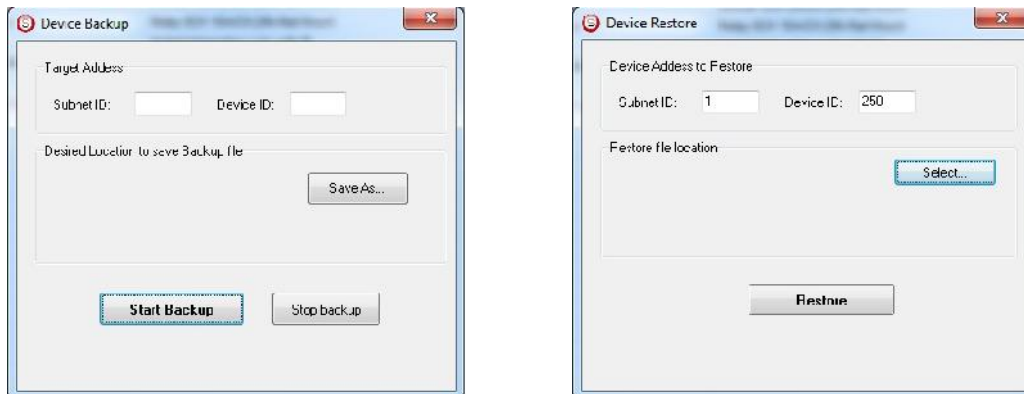 Device Backup
Target Address
Subnet ID:
Device ID:
Desired Location to save Backup file
Save As...
Start Backup
Stop backup
Device Restore
Device Address to Restore
Subnet ID: 1
Device ID: 250
Restore file location
Select...
Restore